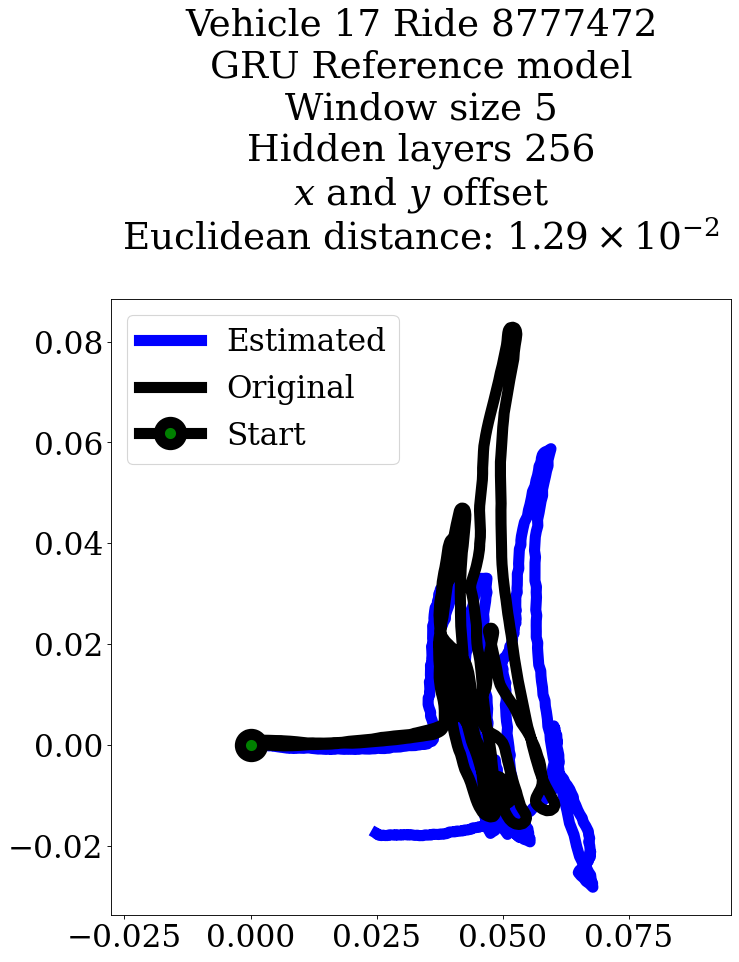 Vehicle 17 Ride 8777472
GRU Reference model
Window size 5
Hidden layers 256
x and y offset
Euclidean distance: 1.29 × 10⁻²
Estimated
Original
Start
0.08
0.06
0.04
0.02
0.00
−0.02
−0.025 0.000 0.025 0.050 0.075